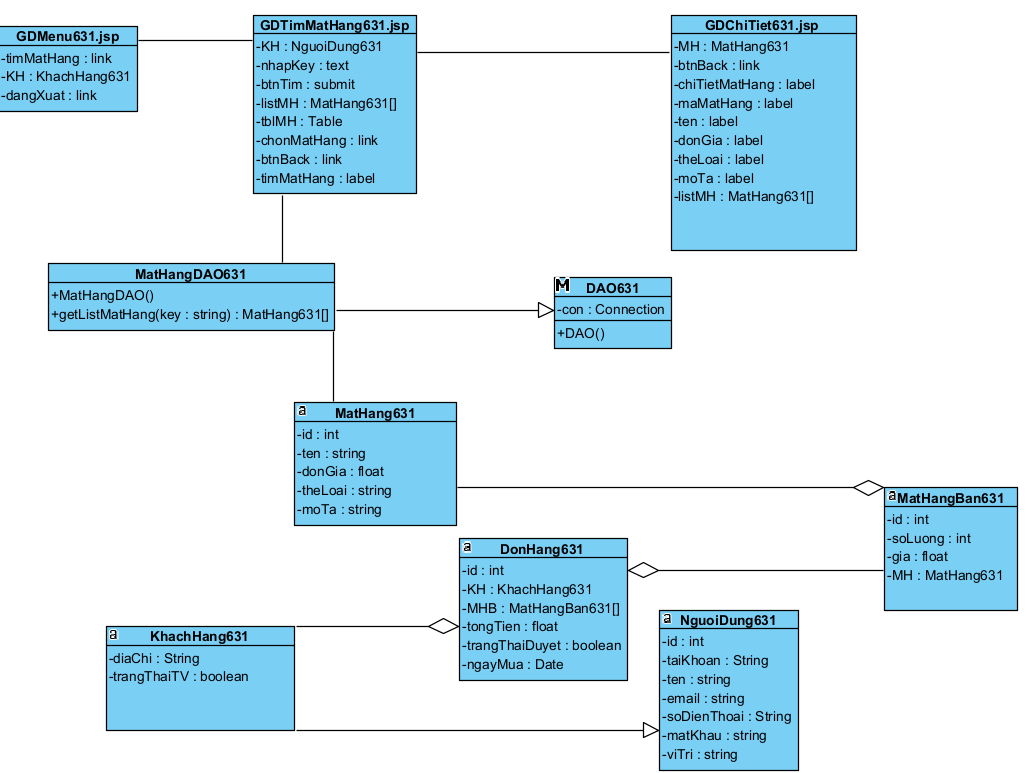 GDMenu631.jsp
-timMatHang : link
-KH : KhachHang631
-dangXuat : link
GDTimMatHang631.jsp
-KH : NguoiDung631
-nhapKey : text
-btnTim : submit
-listMH : MatHang631[]
-tblMH : Table
-chonMatHang : link
-btnBack : link
-timMatHang : label
GDChiTiet631.jsp
-MH : MatHang631
-btnBack : link
-chiTietMatHang : label
-maMatHang : label
-ten : label
-donGia : label
-theLoai : label
-moTa : label
-listMH : MatHang631[]
MatHangDAO631
+MatHangDAO()
+getListMatHang(key : string) : MatHang631[]
M DAO631
-con : Connection
+DAO()
a MatHang631
-id : int
-ten : string
-donGia : float
-theLoai : string
-moTa : string
a MatHangBan631
-id : int
-soLuong : int
-gia : float
-MH : MatHang631
a DonHang631
-id : int
-KH : KhachHang631
-MHB : MatHangBan631[]
-tongTien : float
-trangThaiDuyet : boolean
-ngayMua : Date
a KhachHang631
-diaChi : String
-trangThaiTV : boolean
a NguoiDung631
-id : int
-taiKhoan : String
-ten : string
-email : string
-soDienThoai : String
-matKhau : string
-viTri : string